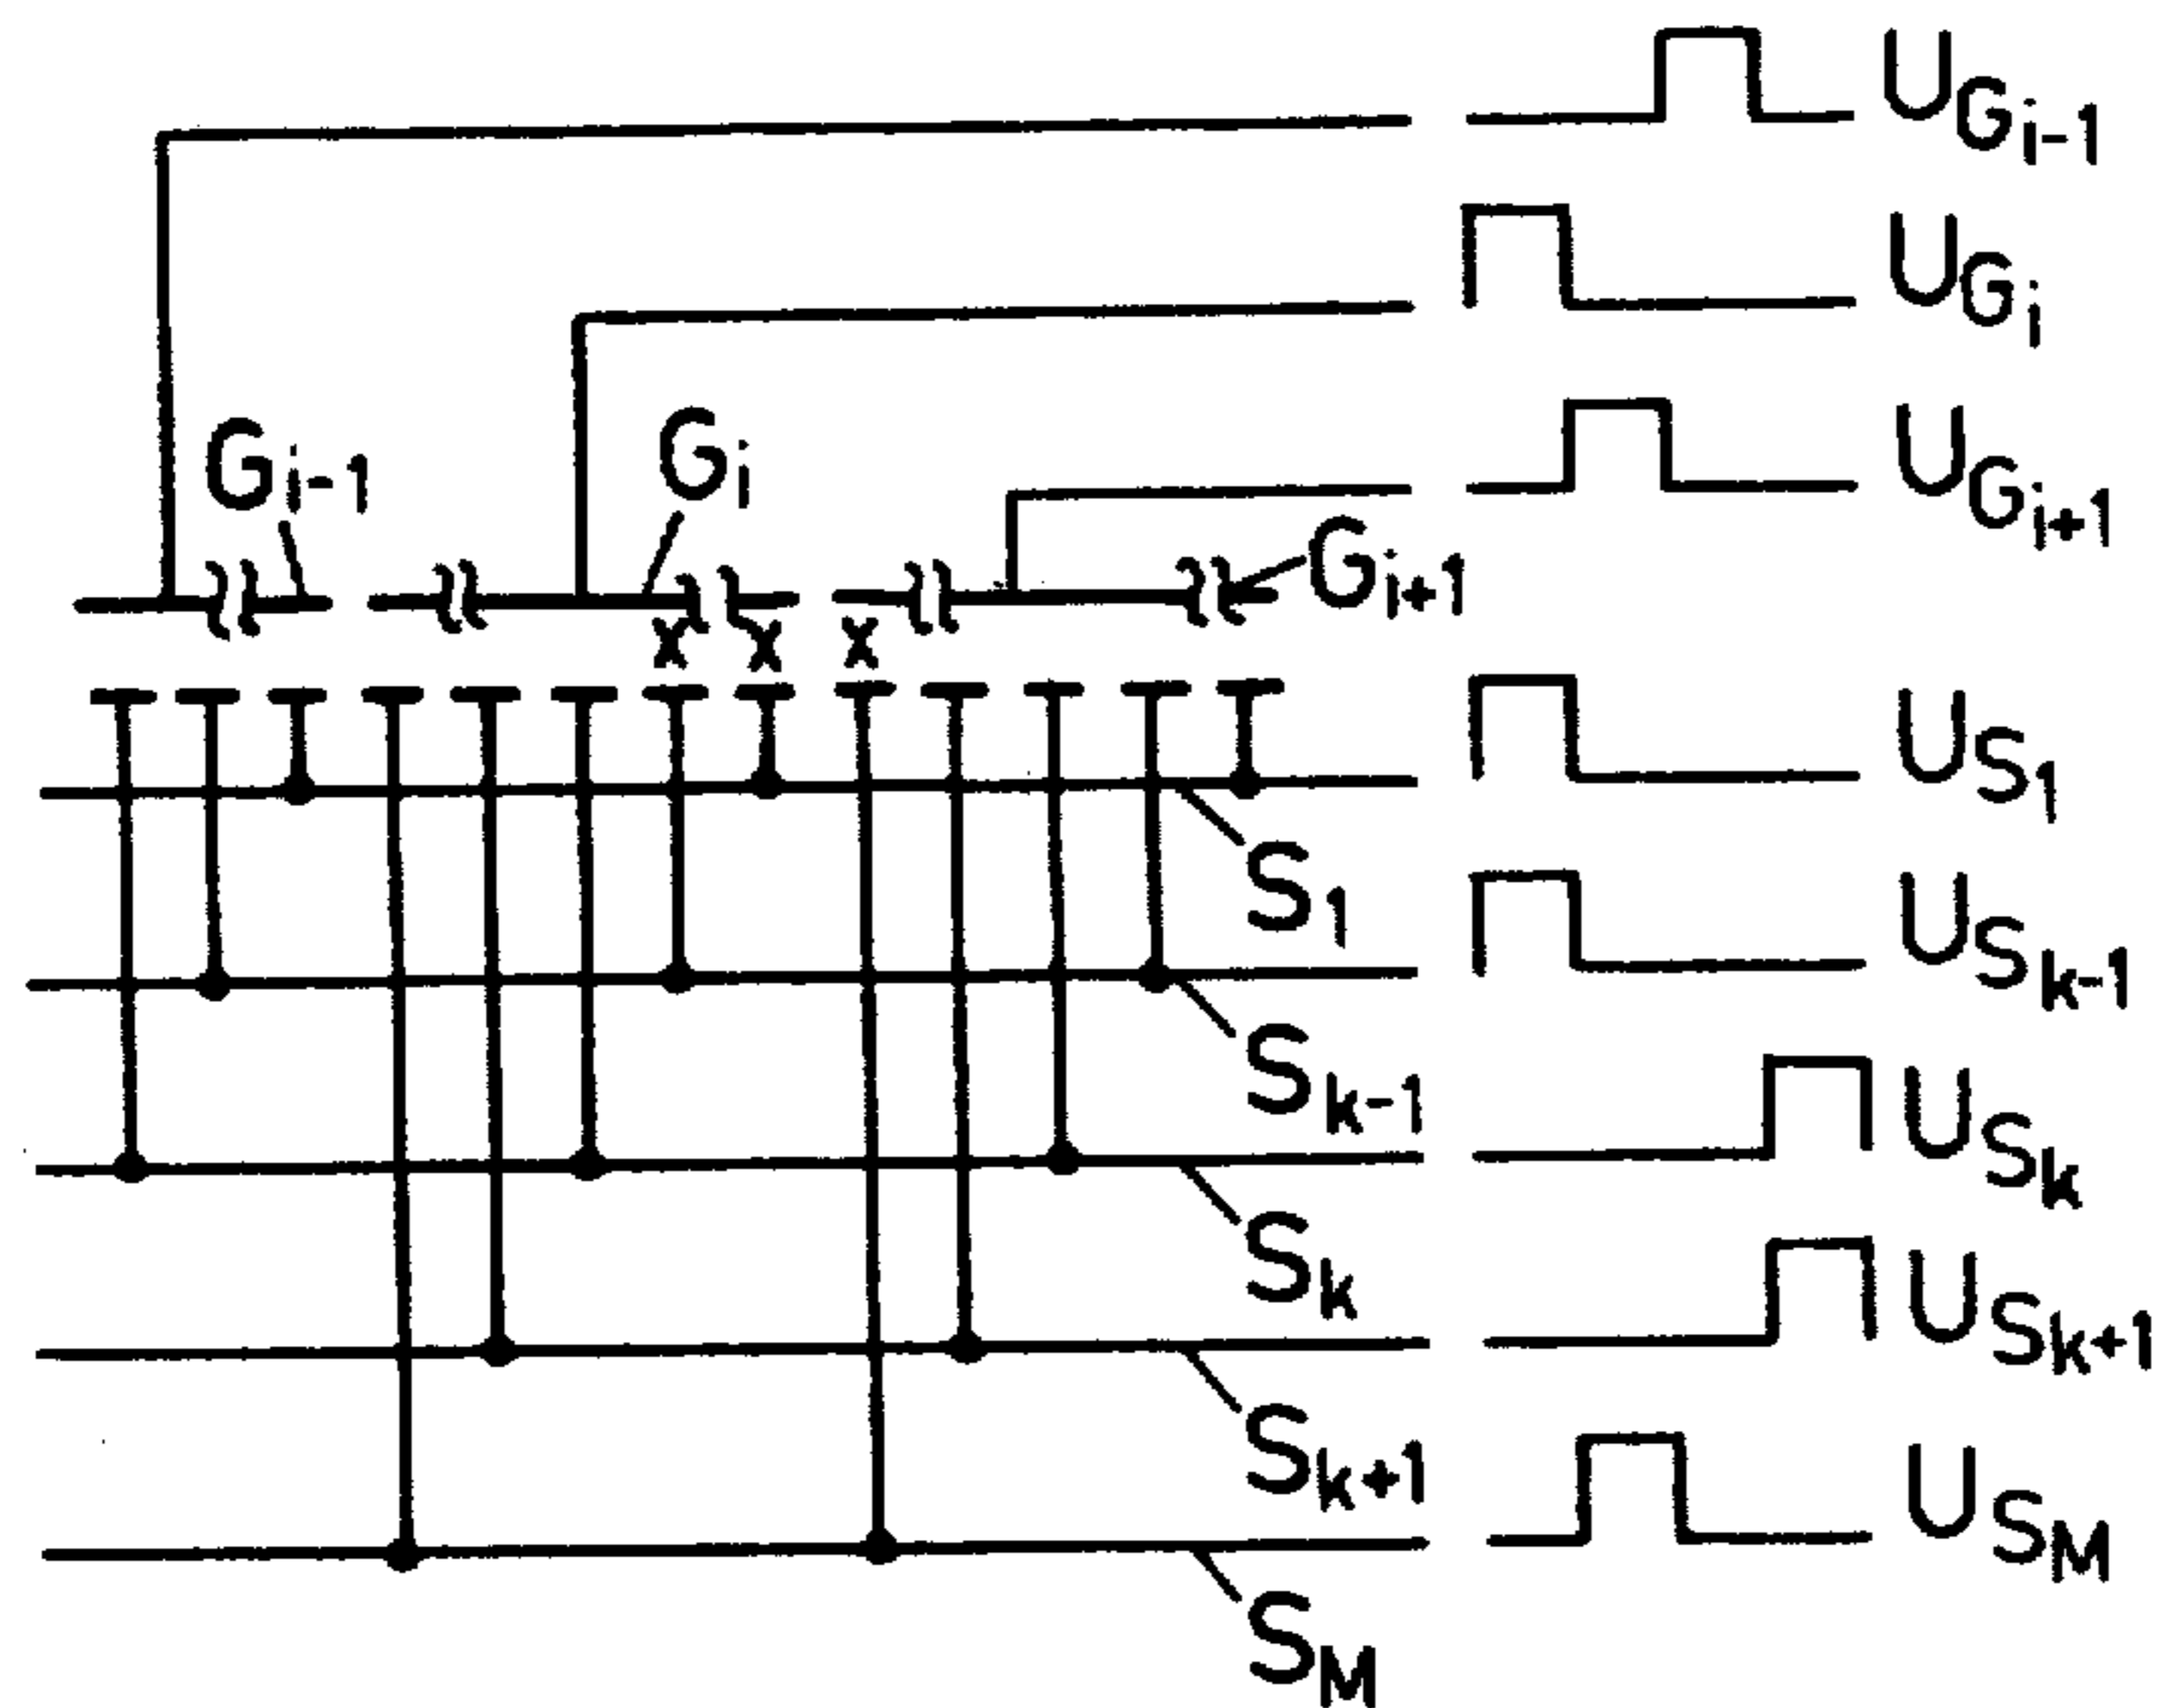 U_{G_{i-1}}
U_{G_i}
U_{G_{i+1}}
G_{i-1}
G_i
G_{i+1}
x x x
U_{S_1}
S_1
U_{S_{k-1}}
S_{k-1}
U_{S_k}
S_k
U_{S_{k+1}}
S_{k+1}
U_{S_M}
S_M